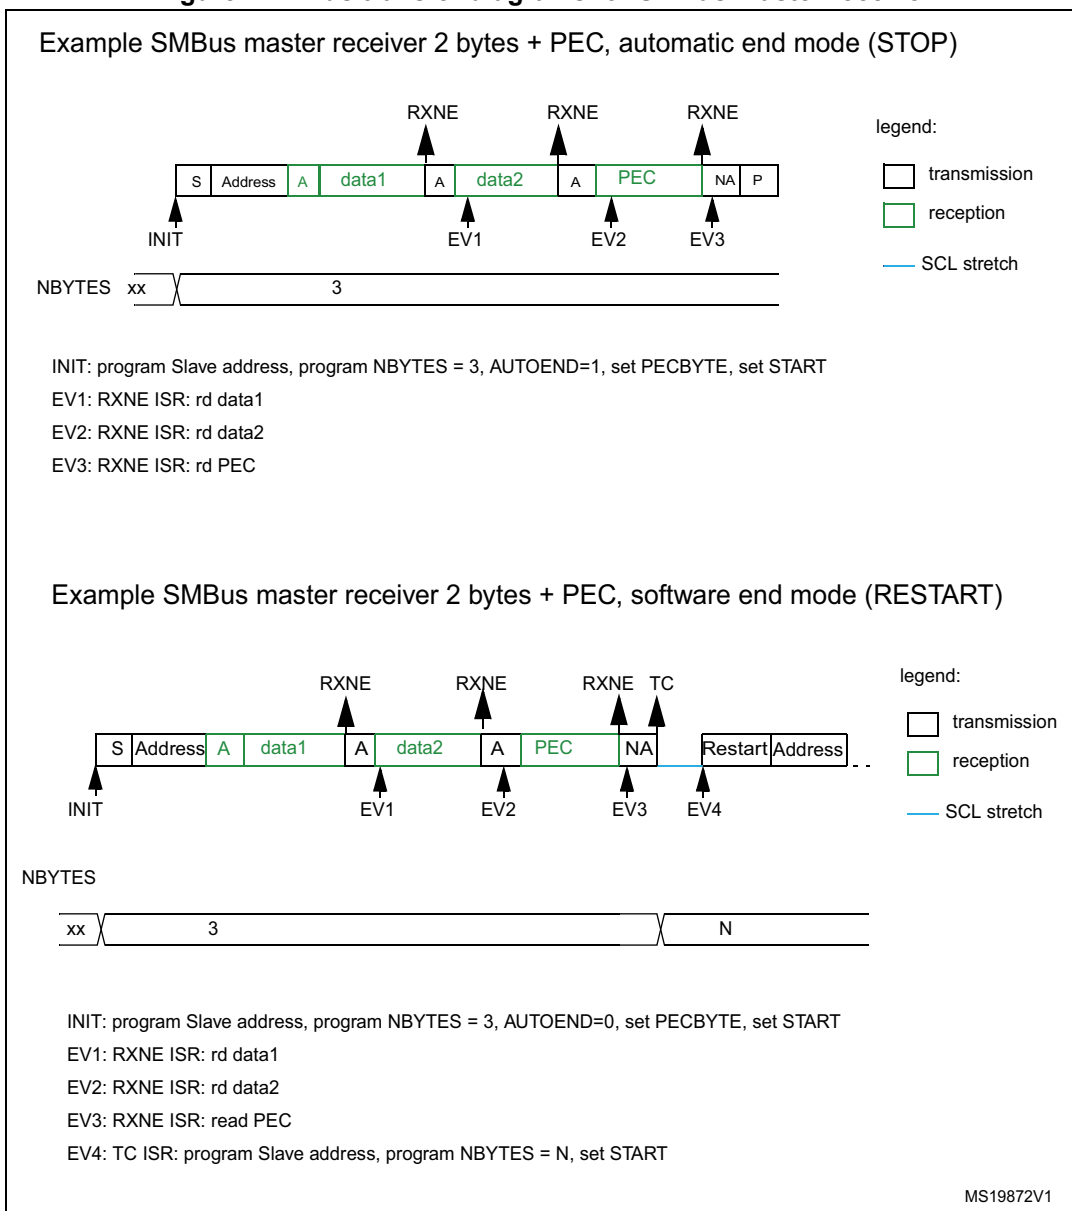 Example SMBus master receiver 2 bytes + PEC, automatic end mode (STOP)
RXNE RXNE RXNE
legend:
S Address A data1 A data2 A PEC NA P
transmission
reception
INIT EV1 EV2 EV3
SCL stretch
NBYTES xx 3
INIT: program Slave address, program NBYTES = 3, AUTOEND=1, set PECBYTE, set START
EV1: RXNE ISR: rd data1
EV2: RXNE ISR: rd data2
EV3: RXNE ISR: rd PEC
Example SMBus master receiver 2 bytes + PEC, software end mode (RESTART)
RXNE RXNE RXNE TC
legend:
S Address A data1 A data2 A PEC NA Restart Address
transmission
reception
INIT EV1 EV2 EV3 EV4
SCL stretch
NBYTES
xx 3 N
INIT: program Slave address, program NBYTES = 3, AUTOEND=0, set PECBYTE, set START
EV1: RXNE ISR: rd data1
EV2: RXNE ISR: rd data2
EV3: RXNE ISR: read PEC
EV4: TC ISR: program Slave address, program NBYTES = N, set START
MS19872V1